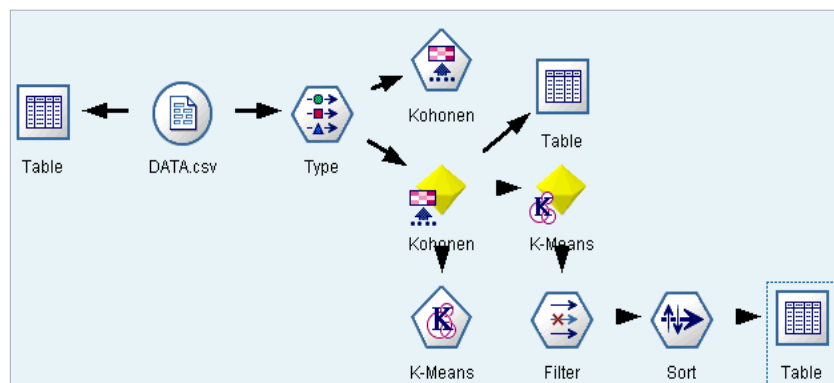 Kohonen
Table
Table
DATA.csv
Type
Kohonen
K-Means
K-Means
Filter
Sort
Table